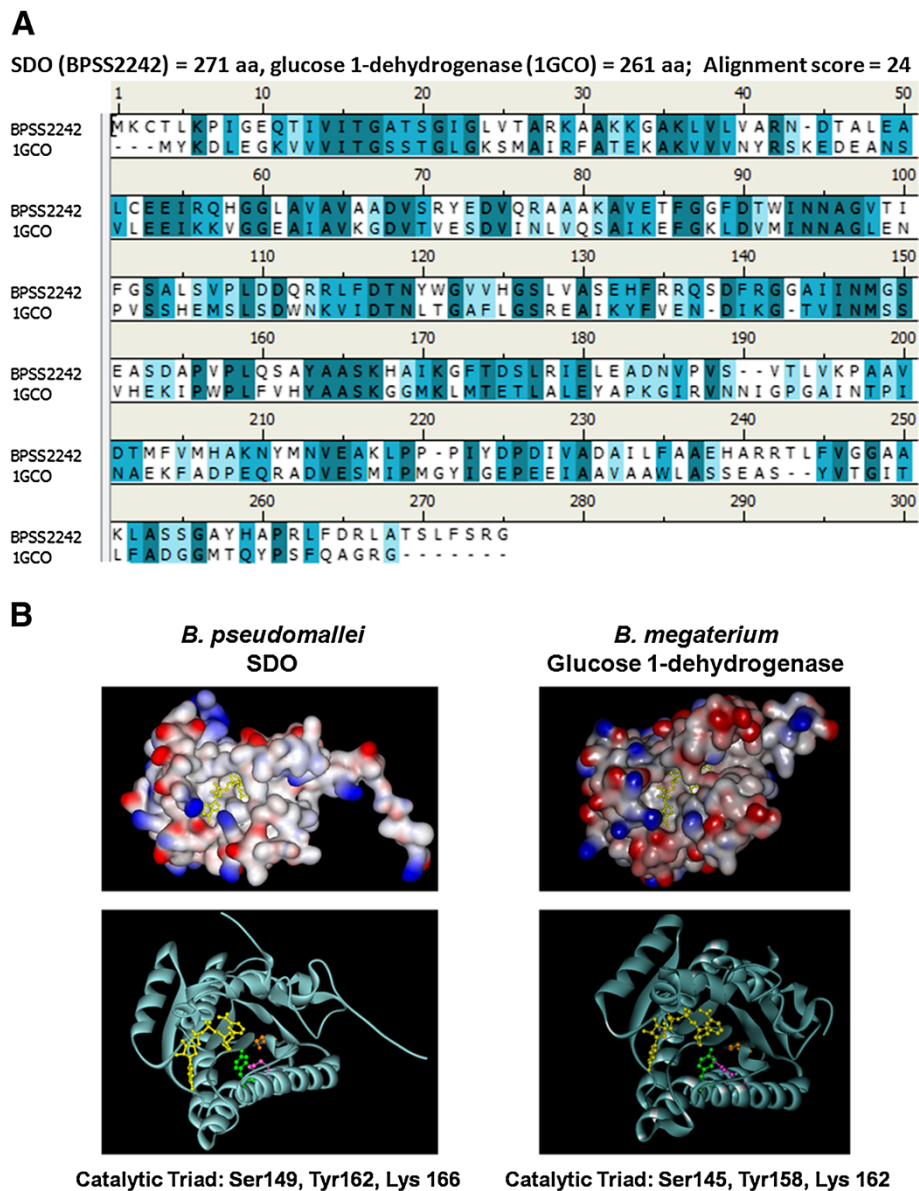 A
SDO (BPSS2242) = 271 aa, glucose 1-dehydrogenase (1GCO) = 261 aa; Alignment score = 24
1 10 20 30 40 50
BPSS2242 MKCTLKPIGEQTIVITGATSGIGLVTARKAAKKGAKLVLVARN-DTALEA
1GCO ---MYKDLEGKVVVITGSSTGLGKSMAIRFATEKAKVVVNYRSKEDEANS
60 70 80 90 100
BPSS2242 LCEEIRQHGGLAVAVAADVSRYEDVQRAAAKAVETFGGFDTWINNAGVTI
1GCO VLEEIKKVGGEAIAVKGDVTVESDVINLVQSAIKEFGKLDVMINNAGLEN
110 120 130 140 150
BPSS2242 FGSALSVPLDDQRRLFDTNYWGVVHGSLVASEHFRRQSDFRGGAIINMGS
1GCO PVSSHEMSLSDWNKVIDTNLTGAFLGSREAIKYFVEN-DIKG-TVINMSS
160 170 180 190 200
BPSS2242 EASDAPVPLQSAYAASKHAIKGFTDSLRIELEADNVPVS--VTLVKPAAV
1GCO VHEKIPWPLFVHYAASKGGMKLMTETLALEYAPKGIRVNNIGPGAINTPI
210 220 230 240 250
BPSS2242 DTMFVMHAKNYMNVEAKLPP-PIYDPDIVADAILFAAEHARRTLFVGGAA
1GCO NAEKFADPEQRADVESMIPMGYIGEPEEIAAVAAWLASSEAS--YVTGIT
260 270 280 290 300
BPSS2242 KLASSGAYHAPRLFDRLATSLFSRG
1GCO LFADGGMTQYPSFQAGRG-------
B
B. pseudomallei
SDO
B. megaterium
Glucose 1-dehydrogenase
Catalytic Triad: Ser149, Tyr162, Lys 166
Catalytic Triad: Ser145, Tyr158, Lys 162